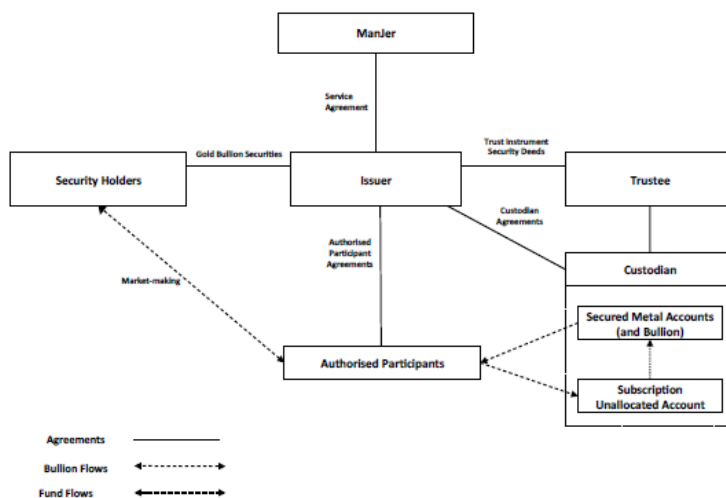 ManJer
Service
Agreement
Gold Bullion Securities
Trust Instrument
Security Deeds
Security Holders
Issuer
Trustee
Custodian
Agreements
Authorised
Participant
Agreements
Custodian
Market-making
Secured Metal Accounts
(and Bullion)
Authorised Participants
Subscription
Unallocated Account
Agreements
Bullion Flows
Fund Flows